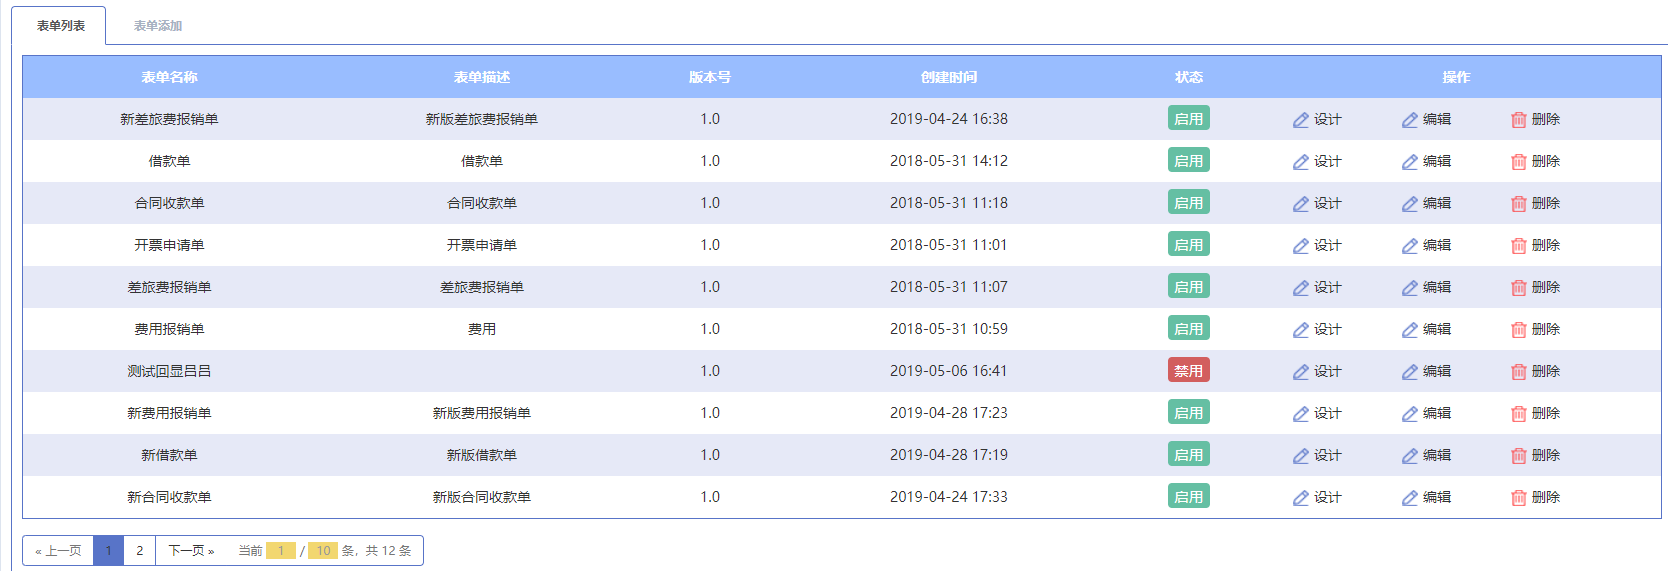 表单列表 表单添加
表单名称 表单描述 版本号 创建时间 状态 操作
新差旅费报销单 新版差旅费报销单 1.0 2019-04-24 16:38 启用 设计 编辑 删除
借款单 借款单 1.0 2018-05-31 14:12 启用 设计 编辑 删除
合同收款单 合同收款单 1.0 2018-05-31 11:18 启用 设计 编辑 删除
开票申请单 开票申请单 1.0 2018-05-31 11:01 启用 设计 编辑 删除
差旅费报销单 差旅费报销单 1.0 2018-05-31 11:07 启用 设计 编辑 删除
费用报销单 费用 1.0 2018-05-31 10:59 启用 设计 编辑 删除
测试回显吕吕 1.0 2019-05-06 16:41 禁用 设计 编辑 删除
新费用报销单 新版费用报销单 1.0 2019-04-28 17:23 启用 设计 编辑 删除
新借款单 新版借款单 1.0 2019-04-28 17:19 启用 设计 编辑 删除
新合同收款单 新版合同收款单 1.0 2019-04-24 17:33 启用 设计 编辑 删除
« 上一页 1 2 下一页 » 当前 1 / 10 条，共 12 条